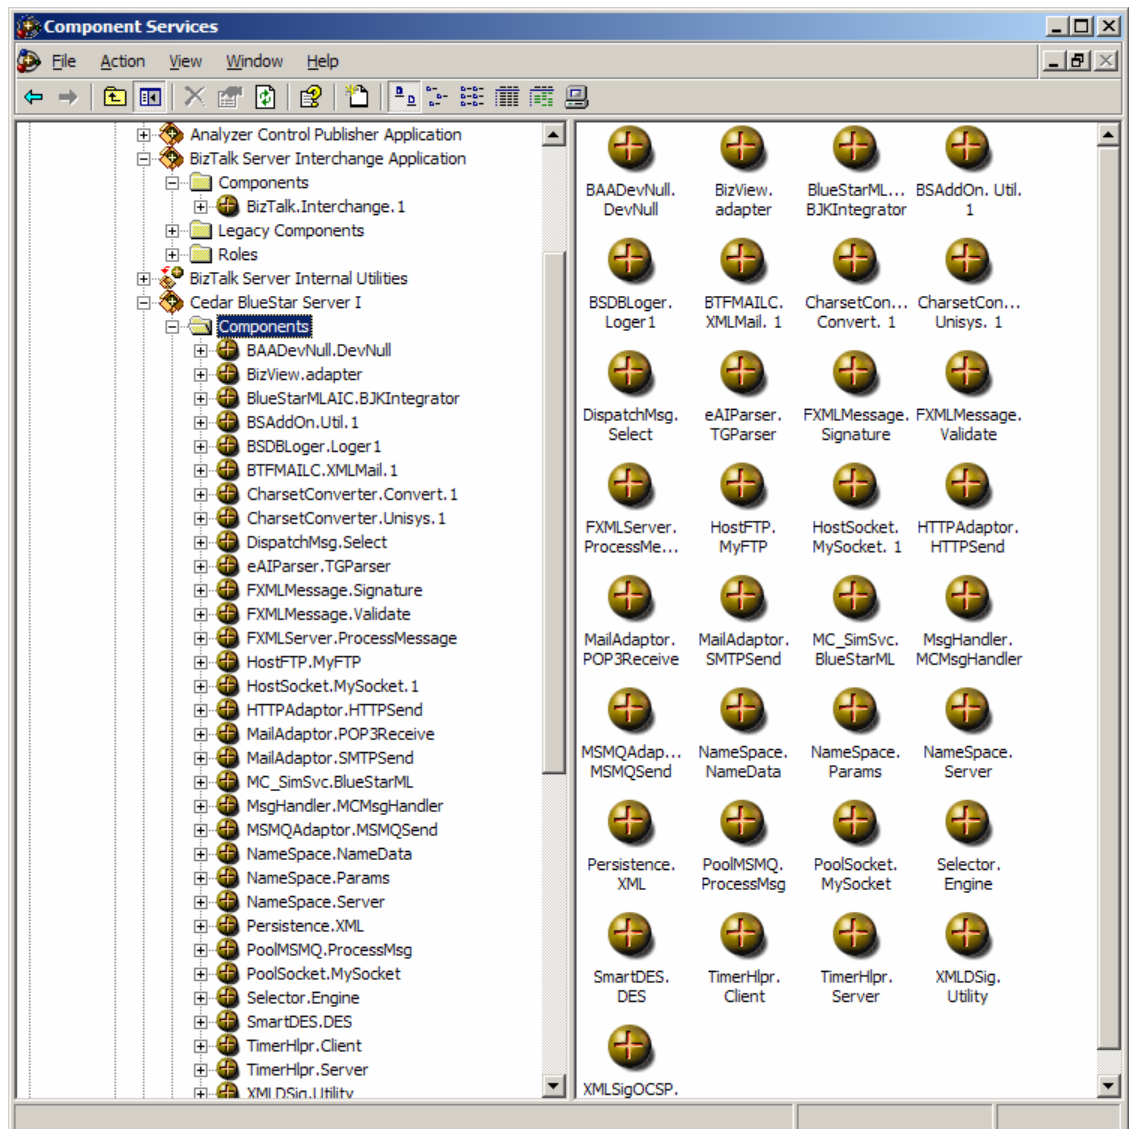 Component Services
File Action View Window Help
Analyzer Control Publisher Application
BizTalk Server Interchange Application
Components
BizTalk.Interchange.1
Legacy Components
Roles
BizTalk Server Internal Utilities
Cedar BlueStar Server I
Components
BAADevNull.DevNull
BizView.adapter
BlueStarMLAIC.BJKIntegrator
BSAddOn.Util.1
BSDBLoger.Loger1
BTFMAILC.XMLMail.1
CharsetConverter.Convert.1
CharsetConverter.Unisys.1
DispatchMsg.Select
eAIParser.TGParser
FXMLMessage.Signature
FXMLMessage.Validate
FXMLServer.ProcessMessage
HostFTP.MyFTP
HostSocket.MySocket.1
HTTPAdaptor.HTTPSend
MailAdaptor.POP3Receive
MailAdaptor.SMTPSend
MC_SimSvc.BlueStarML
MsgHandler.MCMsgHandler
MSMQAdaptor.MSMQSend
NameSpace.NameData
NameSpace.Params
NameSpace.Server
Persistence.XML
PoolMSMQ.ProcessMsg
PoolSocket.MySocket
Selector.Engine
SmartDES.DES
TimerHlpr.Client
TimerHlpr.Server
XMLDSig.Utility
BAADevNull. BizView. BlueStarML... BSAddOn. Util.
DevNull adapter BJKIntegrator 1
BSDBLoger. BTFMAILC. CharsetCon... CharsetCon...
Loger1 XMLMail. 1 Convert. 1 Unisys. 1
DispatchMsg. eAIParser. FXMLMessage. FXMLMessage.
Select TGParser Signature Validate
FXMLServer. HostFTP. HostSocket. HTTPAdaptor.
ProcessMe... MyFTP MySocket. 1 HTTPSend
MailAdaptor. MailAdaptor. MC_SimSvc. MsgHandler.
POP3Receive SMTPSend BlueStarML MCMsgHandler
MSMQAdap... NameSpace. NameSpace. NameSpace.
MSMQSend NameData Params Server
Persistence. PoolMSMQ. PoolSocket. Selector.
XML ProcessMsg MySocket Engine
SmartDES. TimerHlpr. TimerHlpr. XMLDSig.
DES Client Server Utility
XMLSigOCSP.